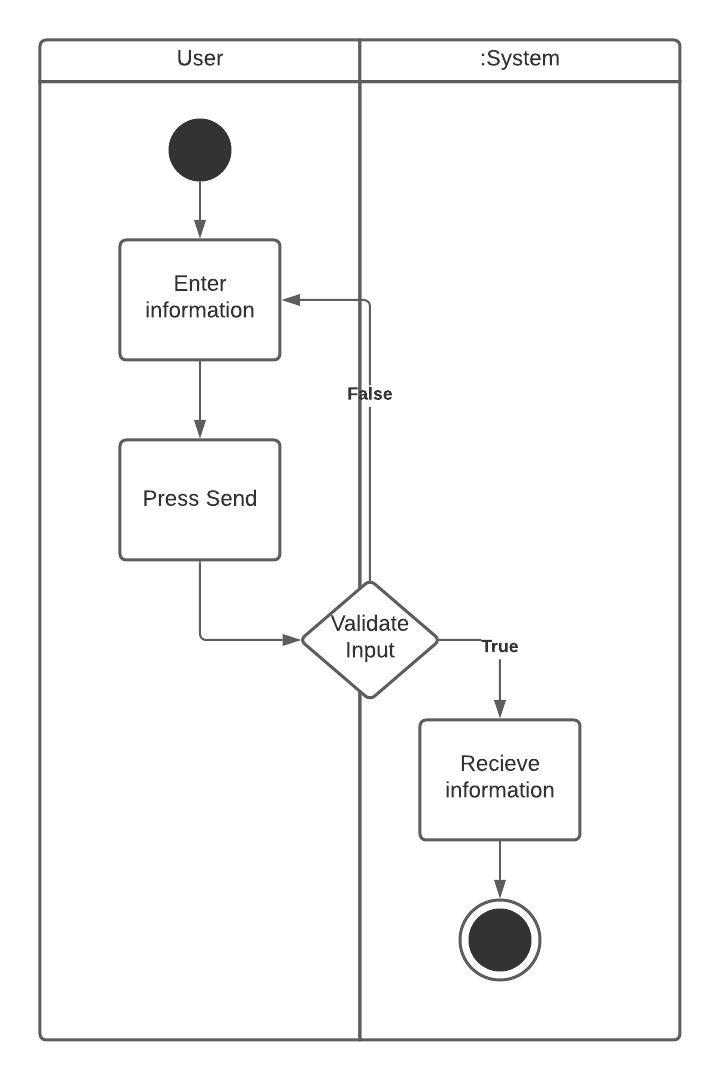 User
:System
Enter
information
False
Press Send
Validate
Input
True
Recieve
information